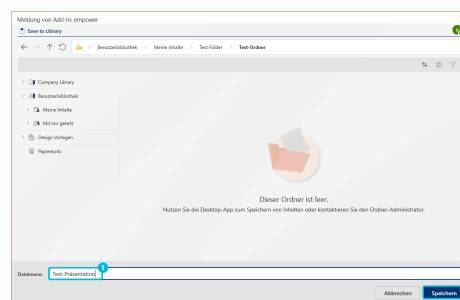 Meldung von Add-In: empower
Save to Library
Benutzerbibliothek > Meine Inhalte > Test Folder > Test-Ordner
Company Library
Benutzerbibliothek
Meine Inhalte
Mit mir geteilt
Design Vorlagen
Papierkorb
Dieser Ordner ist leer.
Nutzen Sie die Desktop-App zum Speichern von Inhalten oder kontaktieren Sie den Ordner-Administrator.
1
Dateiname: Test-Präsentation
Abbrechen Speichern